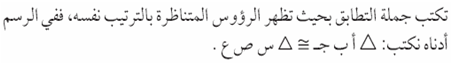 تكتب جملة التطابق بحيث تظهر الرؤوس المتناظرة بالترتيب نفسه، ففي الرسم
أدناه نكتب: △ أ ب جـ ≅ △ س ص ع .